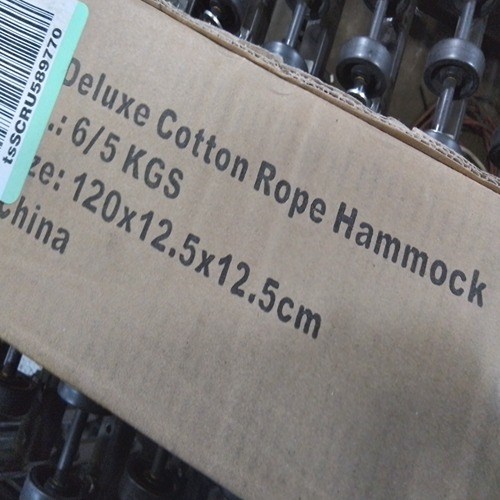 tsSCRU589770
Deluxe Cotton Rope Hammock
.: 6/5 KGS
ze: 120x12.5x12.5cm
China